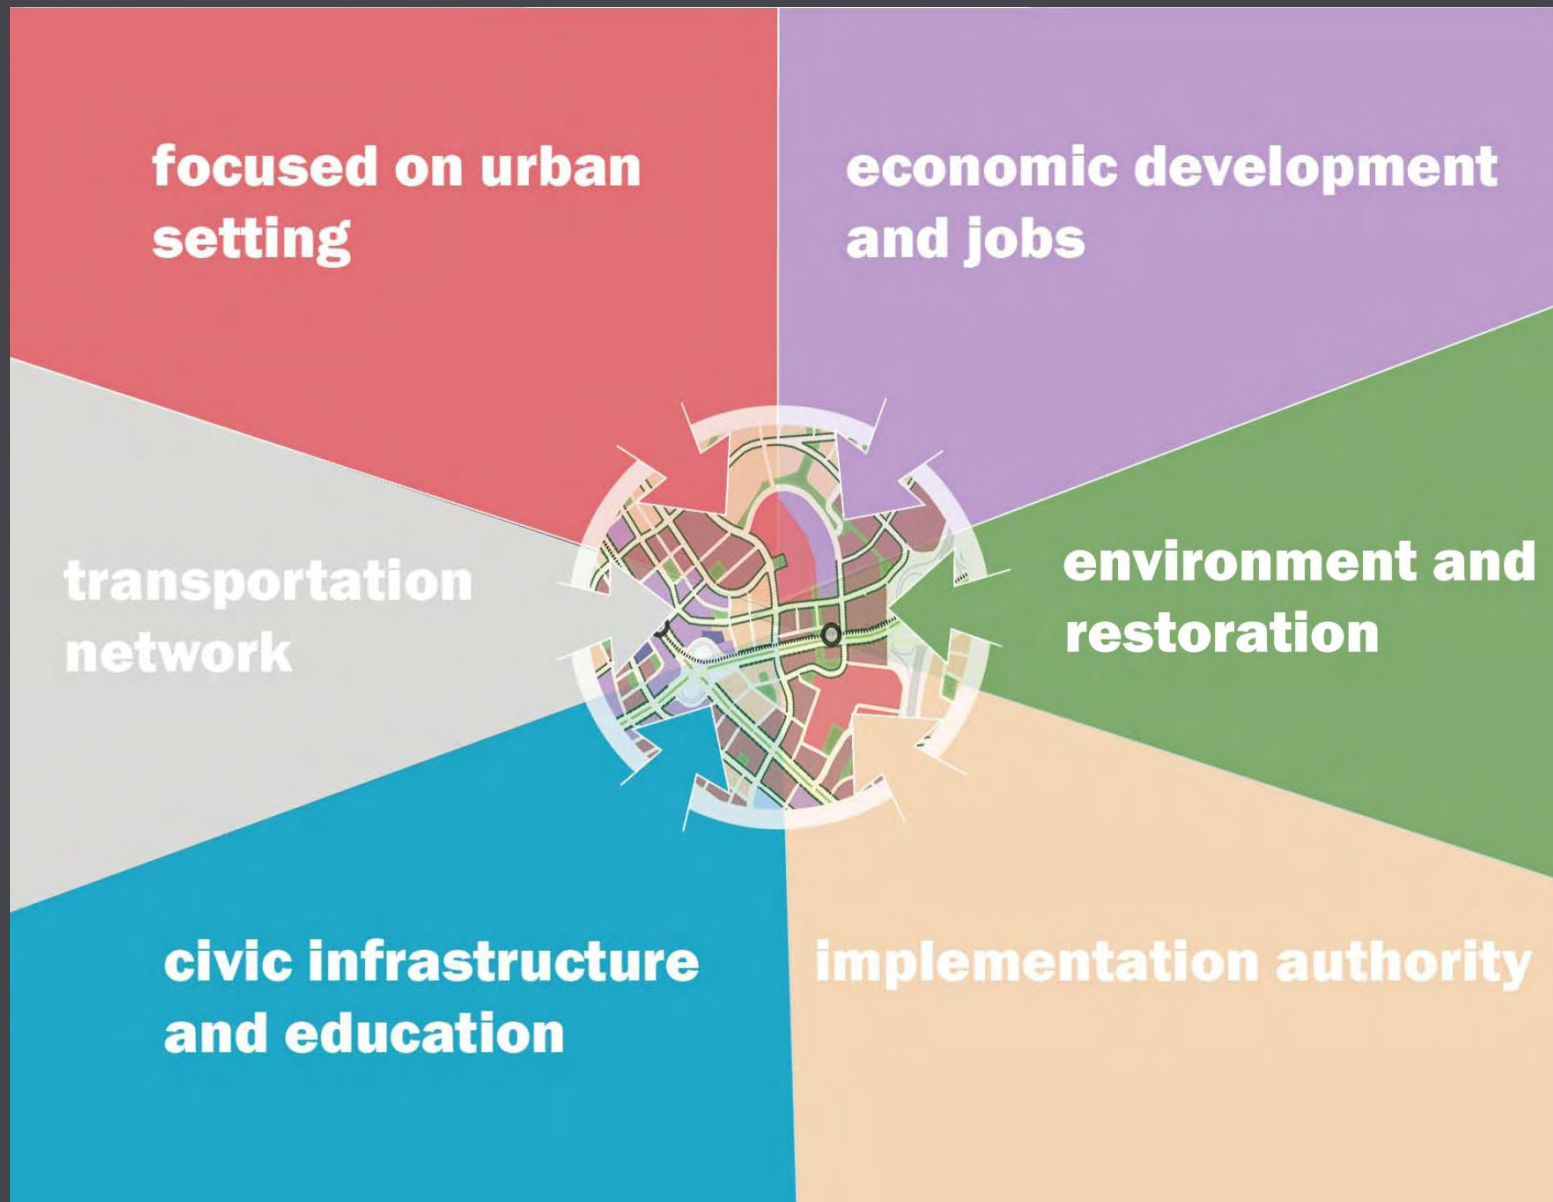 focused on urban
setting
economic development
and jobs
transportation
network
environment and
restoration
civic infrastructure
and education
implementation authority